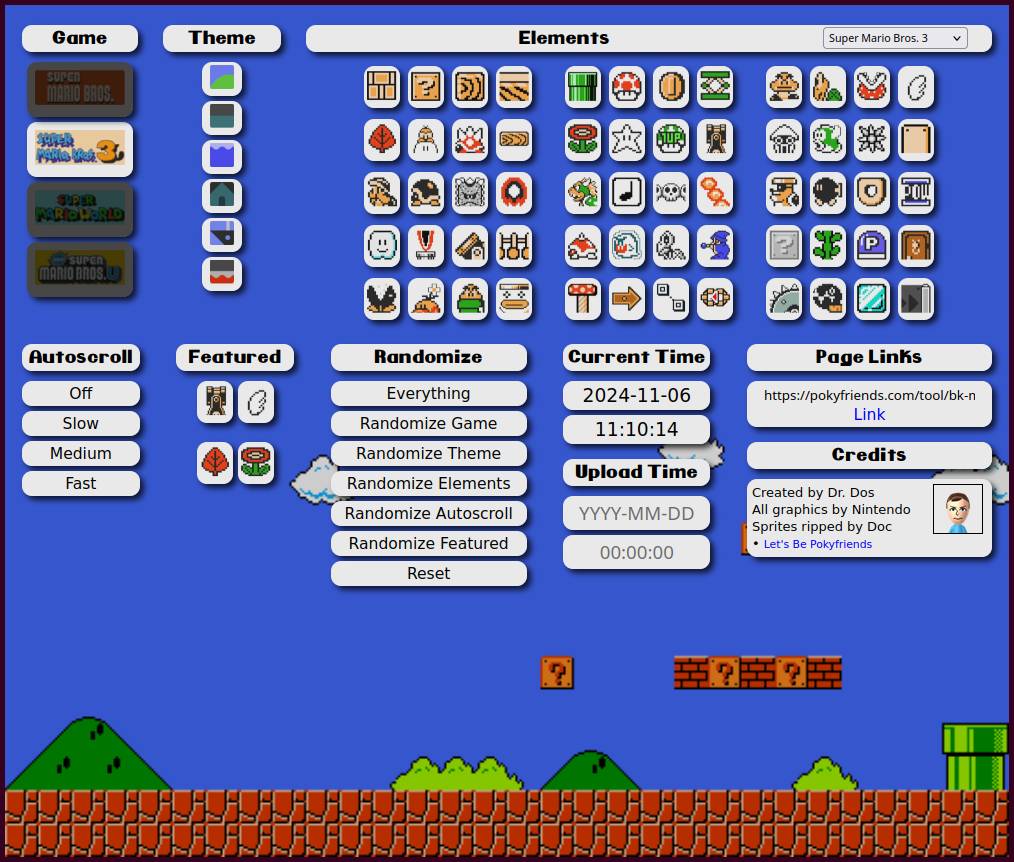 Game
Theme
Elements
Super Mario Bros. 3
SUPER
MARIO BROS.
SUPER
Mario Bros. 3
SUPER
MARIO WORLD
NEW SUPER
MARIO BROS. U
1UP
POW
P
Autoscroll
Off
Slow
Medium
Fast
Featured
Randomize
Everything
Randomize Game
Randomize Theme
Randomize Elements
Randomize Autoscroll
Randomize Featured
Reset
Current Time
2024-11-06
11:10:14
Upload Time
YYYY-MM-DD
00:00:00
Page Links
https://pokyfriends.com/tool/bk-n
Link
Credits
Created by Dr. Dos
All graphics by Nintendo
Sprites ripped by Doc
• Let's Be Pokyfriends